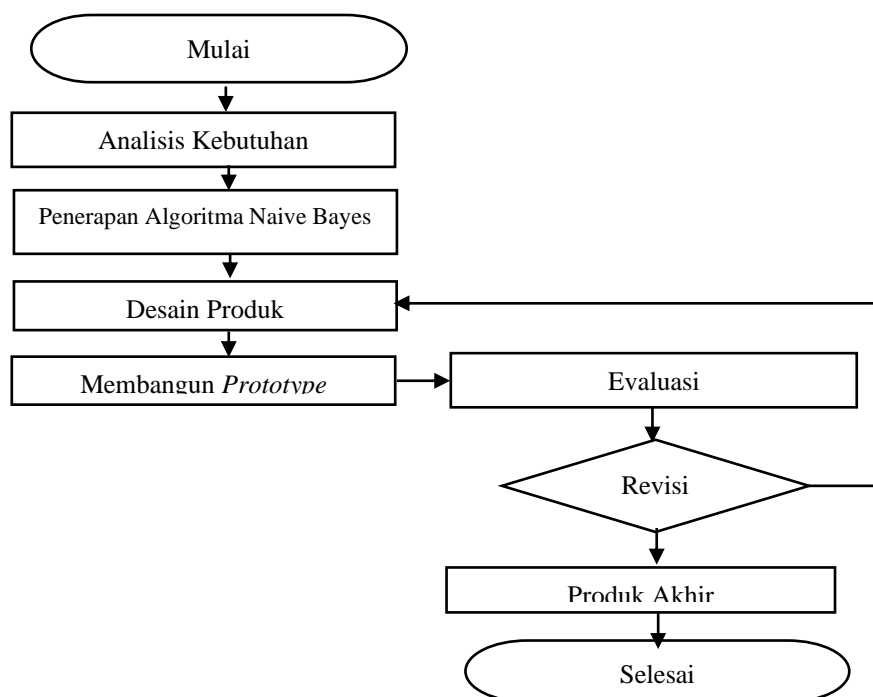 Mulai
Analisis Kebutuhan
Penerapan Algoritma Naive Bayes
Desain Produk
Membangun Prototype
Evaluasi
Revisi
Produk Akhir
Selesai